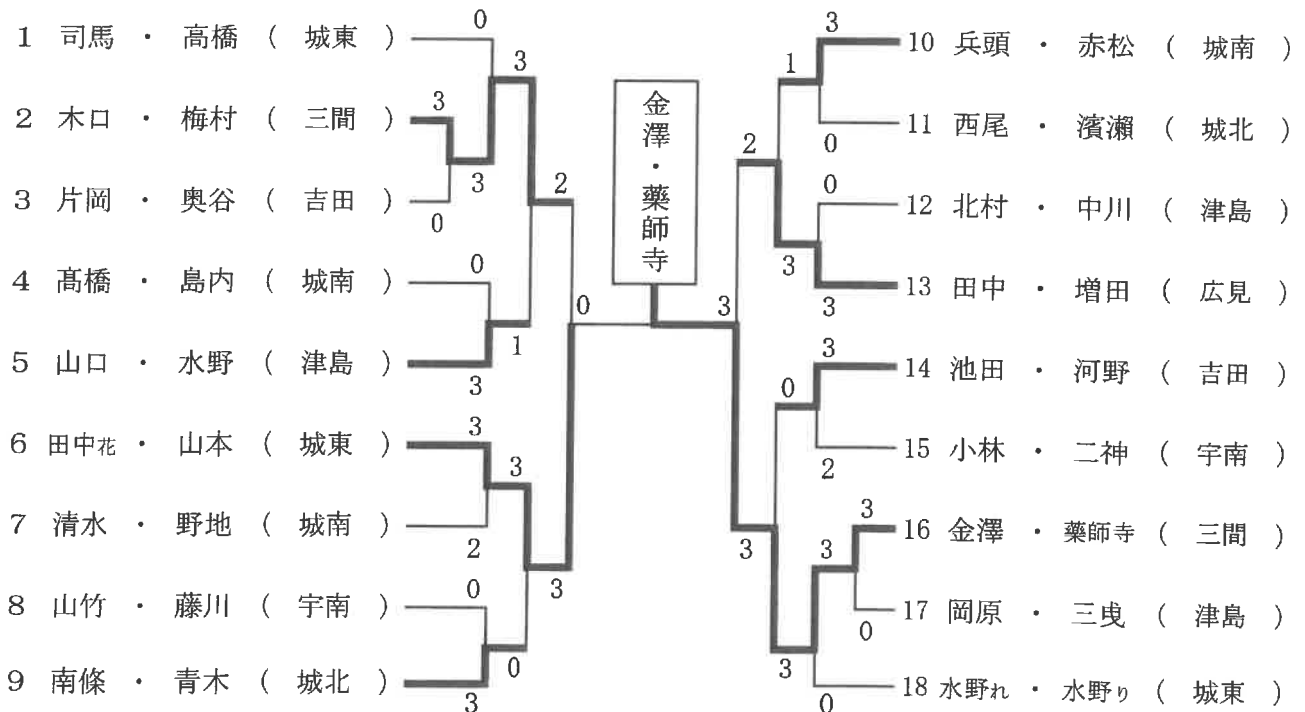 1 司馬 ・ 高橋 ( 城東 )
2 木口 ・ 梅村 ( 三間 )
3 片岡 ・ 奥谷 ( 吉田 )
4 髙橋 ・ 島内 ( 城南 )
5 山口 ・ 水野 ( 津島 )
6 田中花 ・ 山本 ( 城東 )
7 清水 ・ 野地 ( 城南 )
8 山竹 ・ 藤川 ( 宇南 )
9 南條 ・ 青木 ( 城北 )
0
3
3
3
0
2
0
1
3
0
3
3
2
3
0
0
3
金澤・藥師寺
3
2
1
3
0
0
3
3
3
0
3
2
3
3
0
3
0
10 兵頭 ・ 赤松 ( 城南 )
11 西尾 ・ 濱瀬 ( 城北 )
12 北村 ・ 中川 ( 津島 )
13 田中 ・ 増田 ( 広見 )
14 池田 ・ 河野 ( 吉田 )
15 小林 ・ 二神 ( 宇南 )
16 金澤 ・ 藥師寺 ( 三間 )
17 岡原 ・ 三曵 ( 津島 )
18 水野れ ・ 水野り ( 城東 )